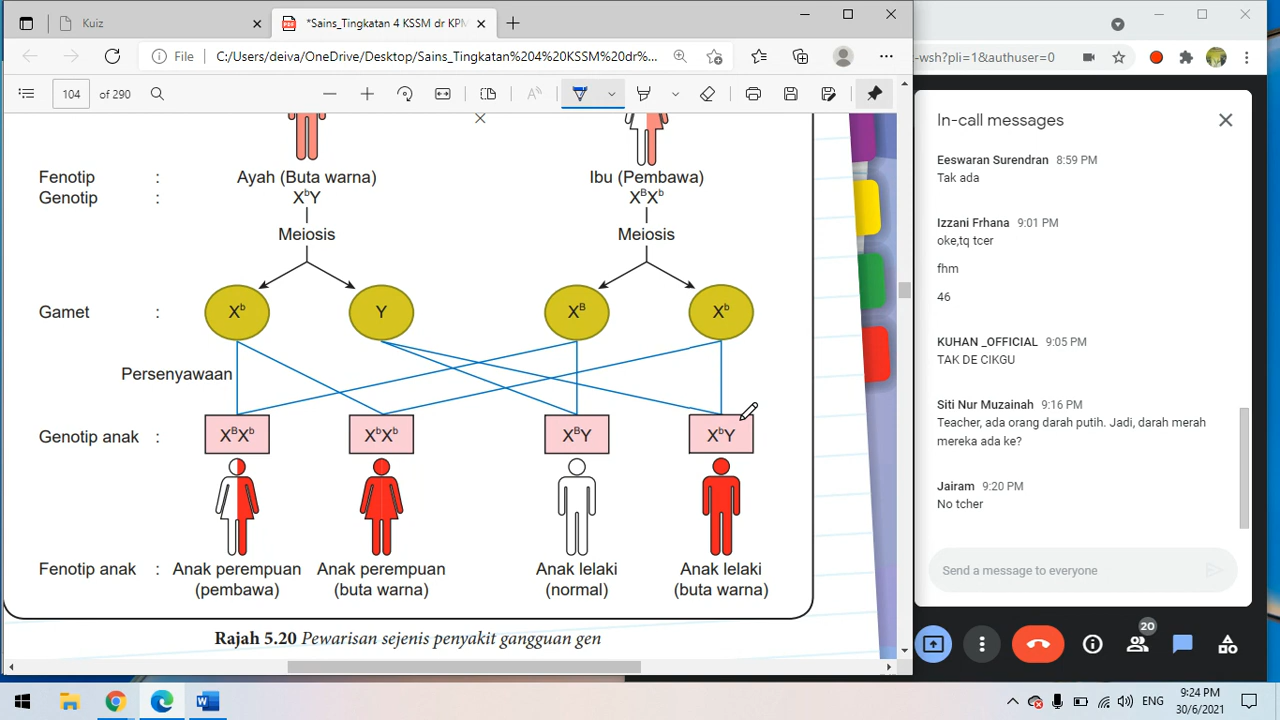 Kuiz
*Sains_Tingkatan 4 KSSM dr KPM
File
C:/Users/deiva/OneDrive/Desktop/Sains_Tingkatan%204%20KSSM%20dr%...
-wsh?pli=1&authuser=0
104 of 290
Fenotip : Ayah (Buta warna) Ibu (Pembawa)
Genotip : XᵇY XᴮXᵇ
Meiosis Meiosis
Gamet : Xᵇ Y Xᴮ Xᵇ
Persenyawaan
Genotip anak : XᴮXᵇ XᵇXᵇ XᴮY XᵇY
Fenotip anak : Anak perempuan Anak perempuan Anak lelaki Anak lelaki
(pembawa) (buta warna) (normal) (buta warna)
Rajah 5.20 Pewarisan sejenis penyakit gangguan gen
In-call messages
Eeswaran Surendran 8:59 PM
Tak ada
Izzani Frhana 9:01 PM
oke,tq tcer
fhm
46
KUHAN _OFFICIAL 9:05 PM
TAK DE CIKGU
Siti Nur Muzainah 9:16 PM
Teacher, ada orang darah putih. Jadi, darah merah
mereka ada ke?
Jairam 9:20 PM
No tcher
Send a message to everyone
20
ENG
9:24 PM
30/6/2021